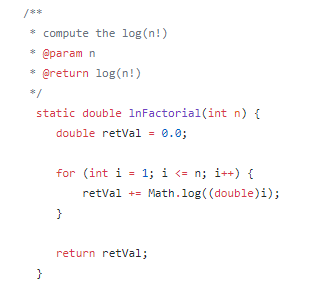 /**
 * compute the log(n!)
 * @param n
 * @return log(n!)
 */
  static double lnFactorial(int n) {
     double retVal = 0.0;

     for (int i = 1; i <= n; i++) {
         retVal += Math.log((double)i);
     }

     return retVal;
  }